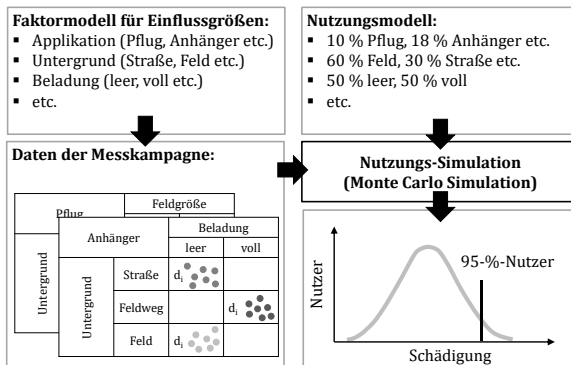 Faktormodell für Einflussgrößen:
▪ Applikation (Pflug, Anhänger etc.)
▪ Untergrund (Straße, Feld etc.)
▪ Beladung (leer, voll etc.)
▪ etc.
Nutzungsmodell:
▪ 10 % Pflug, 18 % Anhänger etc.
▪ 60 % Feld, 30 % Straße etc.
▪ 50 % leer, 50 % voll
▪ etc.
Daten der Messkampagne:
Pflug
Feldgröße
Untergrund
Anhänger
Beladung
leer
voll
Untergrund
Straße
di
Feldweg
di
Feld
di
Nutzungs-Simulation
(Monte Carlo Simulation)
Nutzer
95-%-Nutzer
Schädigung